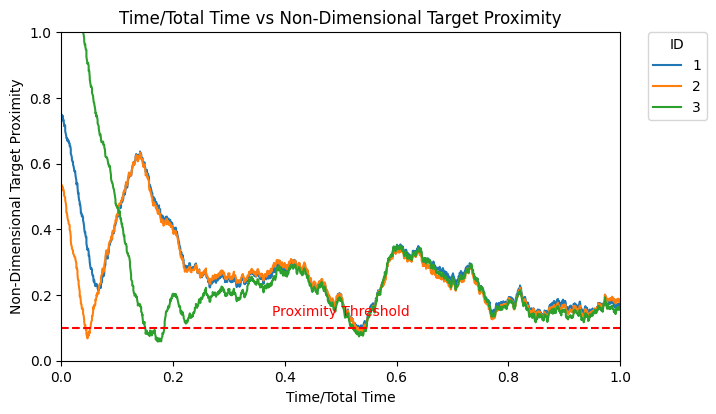 Time/Total Time vs Non-Dimensional Target Proximity
Non-Dimensional Target Proximity
1.0
0.8
0.6
0.4
0.2
0.0
Proximity Threshold
0.0 0.2 0.4 0.6 0.8 1.0
Time/Total Time
ID
1
2
3